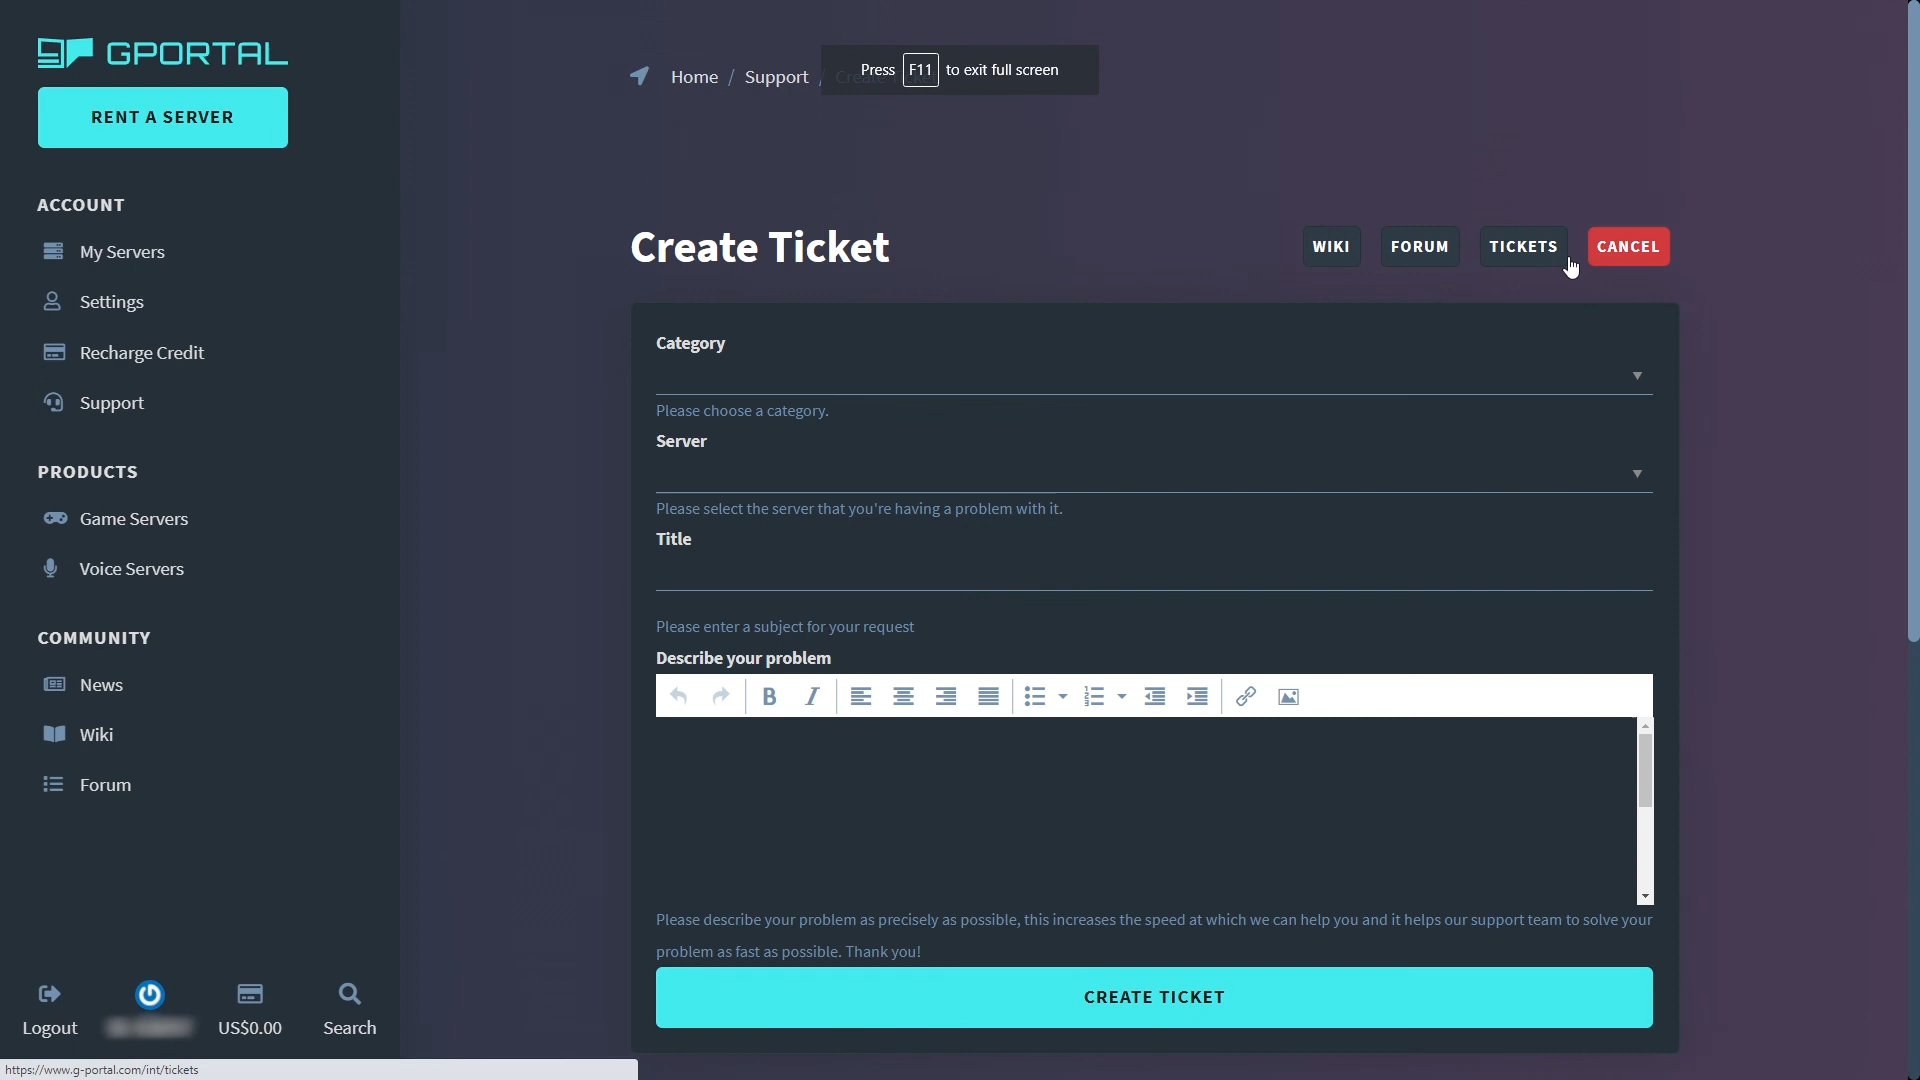 GPORTAL
RENT A SERVER
ACCOUNT
My Servers
Settings
Recharge Credit
Support
PRODUCTS
Game Servers
Voice Servers
COMMUNITY
News
Wiki
Forum
Logout
US$0.00
Search
https://www.g-portal.com/int/tickets
Home / Support /
Press F11 to exit full screen
Create Ticket
WIKI
FORUM
TICKETS
CANCEL
Category
Please choose a category.
Server
Please select the server that you're having a problem with it.
Title
Please enter a subject for your request
Describe your problem
Please describe your problem as precisely as possible, this increases the speed at which we can help you and it helps our support team to solve your
problem as fast as possible. Thank you!
CREATE TICKET